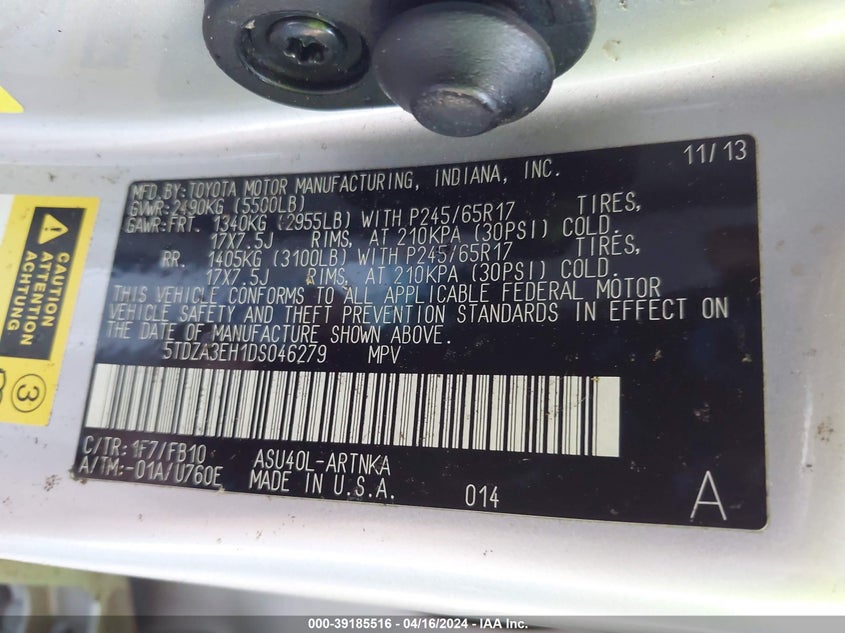 11/13
MFD.BY:TOYOTA MOTOR MANUFACTURING, INDIANA, INC.
GVWR:2490KG (5500LB)
GAWR:FRT. 1340KG (2955LB) WITH P245/65R17 TIRES,
17X7.5J RIMS, AT 210KPA (30PSI) COLD.
RR. 1405KG (3100LB) WITH P245/65R17 TIRES,
17X7.5J RIMS, AT 210KPA (30PSI) COLD.
THIS VEHICLE CONFORMS TO ALL APPLICABLE FEDERAL MOTOR
VEHICLE SAFETY AND THEFT PREVENTION STANDARDS IN EFFECT ON
THE DATE OF MANUFACTURE SHOWN ABOVE.
5TDZA3EH1DS046279 MPV
C/TR:1F7/FB10 ASU40L-ARTNKA
A/TM:-01A/U760E MADE IN U.S.A. 014 A
CAUTION
ATTENTION
ACHTUNG
3
000-39185516 - 04/16/2024 - IAA Inc.